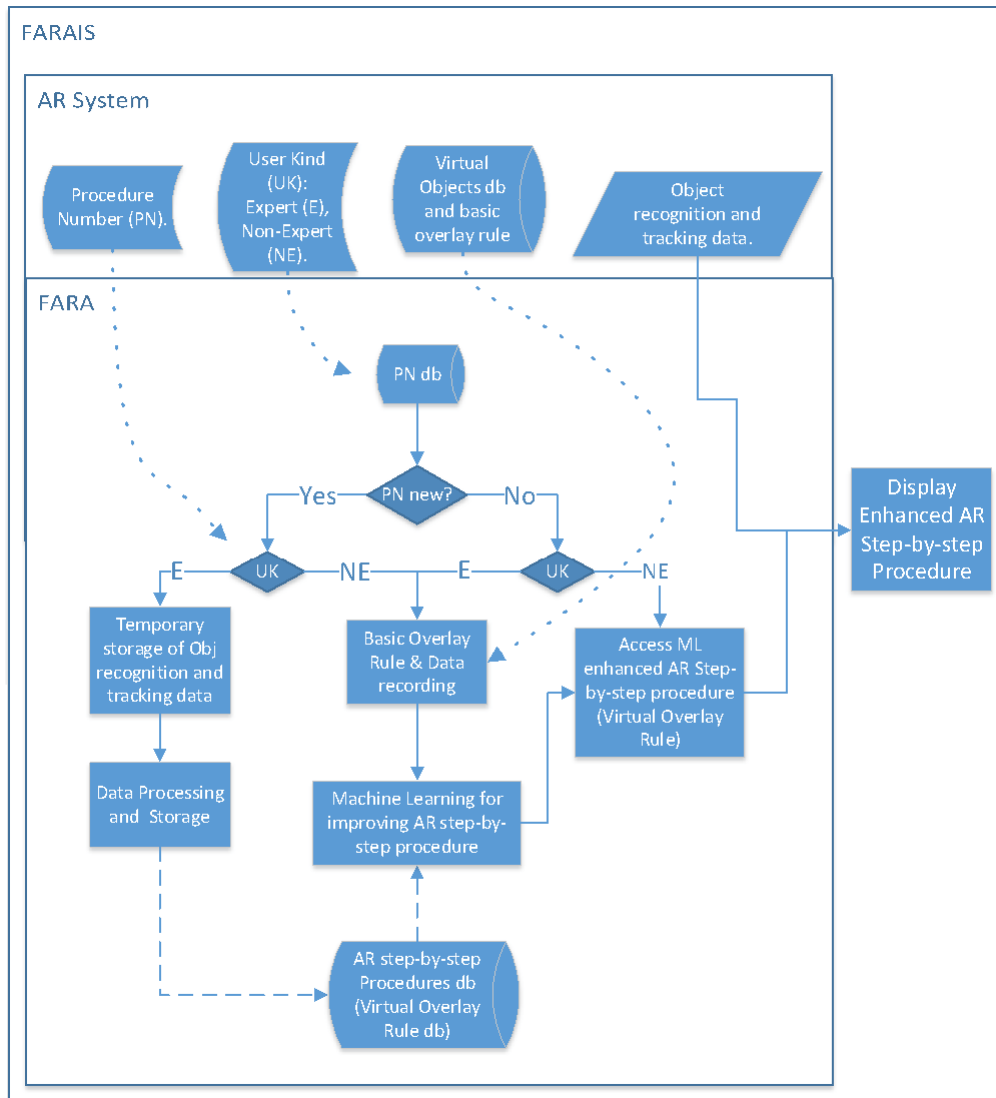 FARAIS
AR System
Procedure
Number (PN).
User Kind
(UK):
Expert (E),
Non-Expert
(NE).
Virtual
Objects db
and basic
overlay rule
Object
recognition and
tracking data.
FARA
PN db
PN new?
Yes
No
UK
E
NE
UK
E
NE
Temporary
storage of Obj
recognition and
tracking data
Basic Overlay
Rule & Data
recording
Access ML
enhanced AR Step-
by-step procedure
(Virtual Overlay
Rule)
Display
Enhanced AR
Step-by-step
Procedure
Data Processing
and Storage
Machine Learning for
improving AR step-by-
step procedure
AR step-by-step
Procedures db
(Virtual Overlay
Rule db)